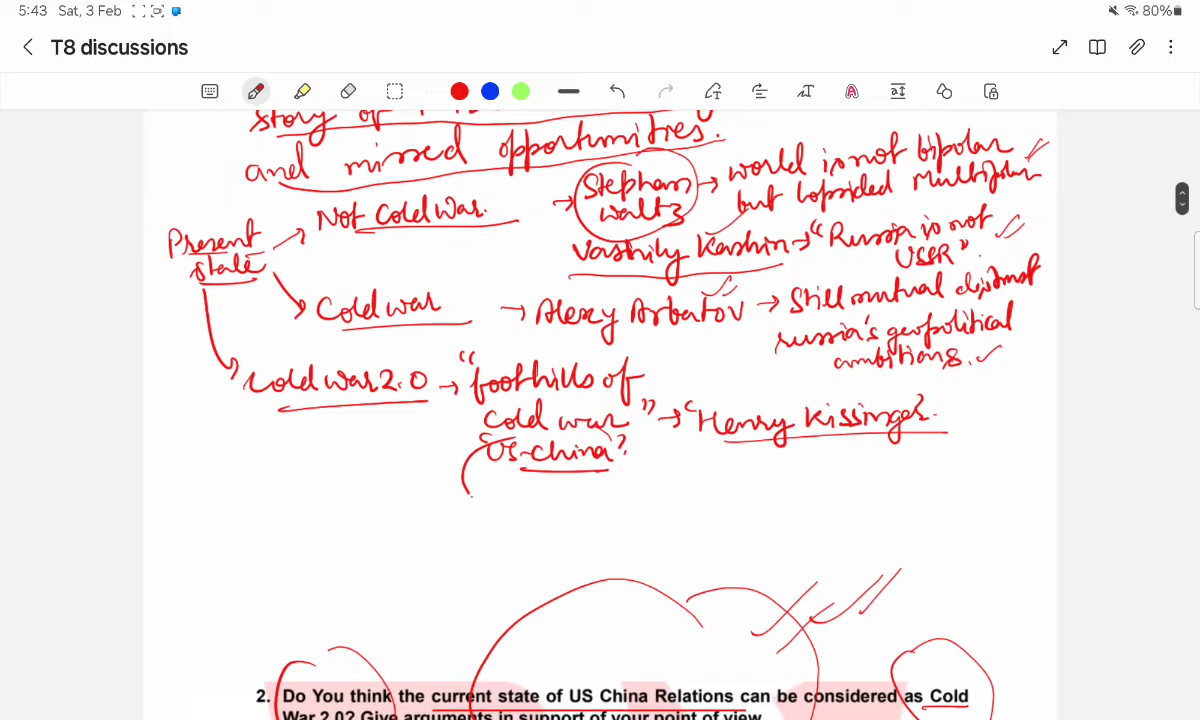 5:43 Sat, 3 Feb
80%
T8 discussions
story of
and missed opportunities".
Present state
Not Cold War.
Stephen Waltz → world is not bipolar but lopsided Multipolar
Vashily Kashin → "Russia is not USSR".
Cold war → Alexy Arbatov → Still mutual
russia's geopolitical ambitions.
Cold war 2.0 → "foothills of cold war" → 'Henry Kissinger'.
US-China?
2. Do You think the current state of US China Relations can be considered as Cold
War 2.0? Give arguments in support of your point of view